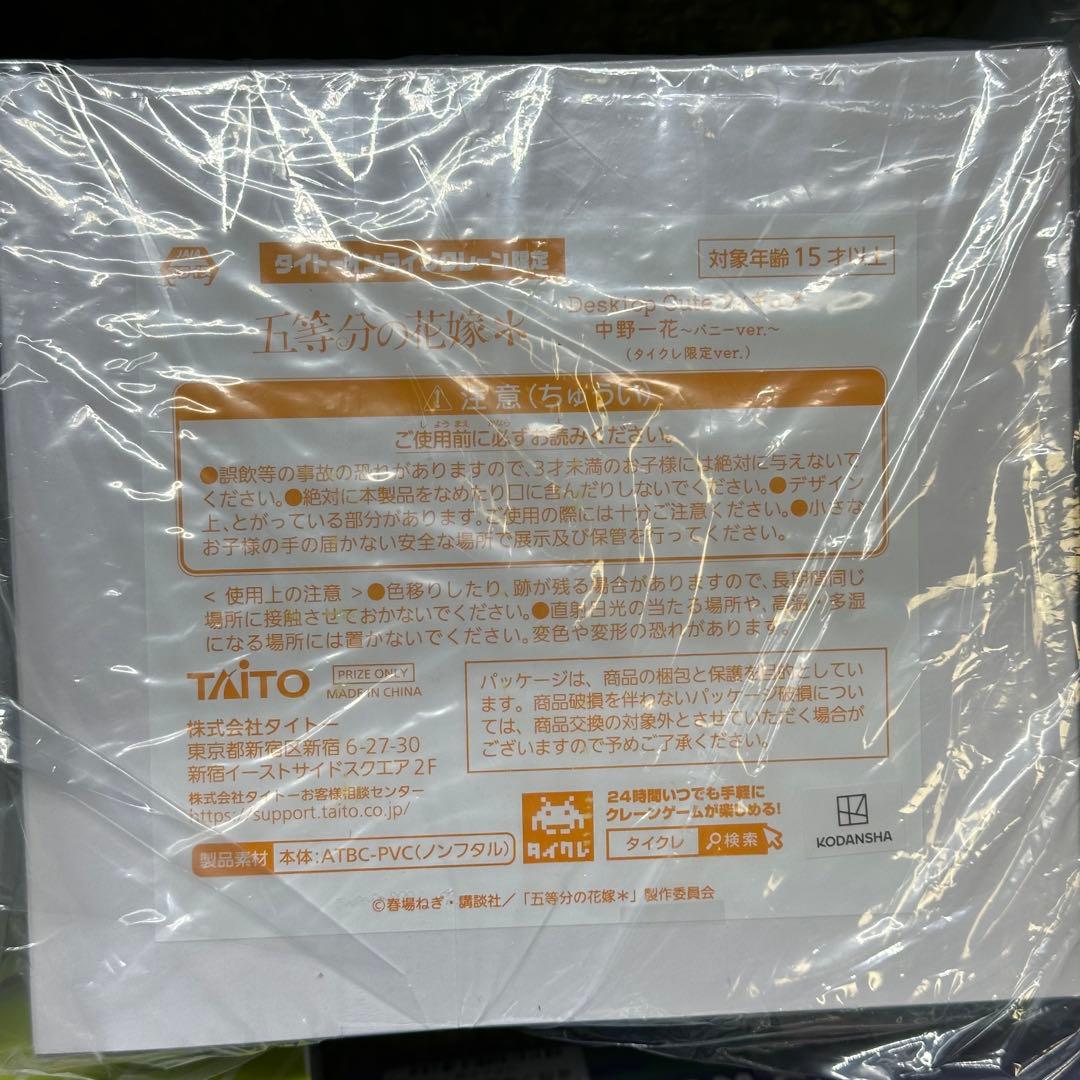 タイトーオンラインクレーン限定
対象年齢15才以上
五等分の花嫁＊
Desktop Cute フィギュア
中野一花～バニーver.～
(タイクレ限定ver.)
⚠注意(ちゅうい)
しようまえ かなら よ
ご使用前に必ずお読みください。
●誤飲等の事故の恐れがありますので、3才未満のお子様には絶対に与えないで
ください。●絶対に本製品をなめたり口に含んだりしないでください。●デザイン
上、とがっている部分があります。ご使用の際には十分ご注意ください。●小さな
お子様の手の届かない安全な場所で展示及び保管を行ってください。
< 使用上の注意 >●色移りしたり、跡が残る場合がありますので、長期間同じ
場所に接触させておかないでください。●直射日光の当たる場所や、高温・多湿
になる場所には置かないでください。変色や変形の恐れがあります。
TAITO
PRIZE ONLY
MADE IN CHINA
株式会社タイトー
東京都新宿区新宿 6-27-30
新宿イーストサイドスクエア 2F
株式会社タイトーお客様相談センター
https://support.taito.co.jp/
パッケージは、商品の梱包と保護を目的としてい
ます。商品破損を伴わないパッケージ破損につい
ては、商品交換の対象外とさせていただく場合が
ございますので予めご了承ください。
製品素材 本体:ATBC-PVC(ノンフタル)
タイクレ
24時間いつでも手軽に
クレーンゲームが楽しめる!
タイクレ 検索
KODANSHA
©春場ねぎ・講談社／「五等分の花嫁＊」製作委員会